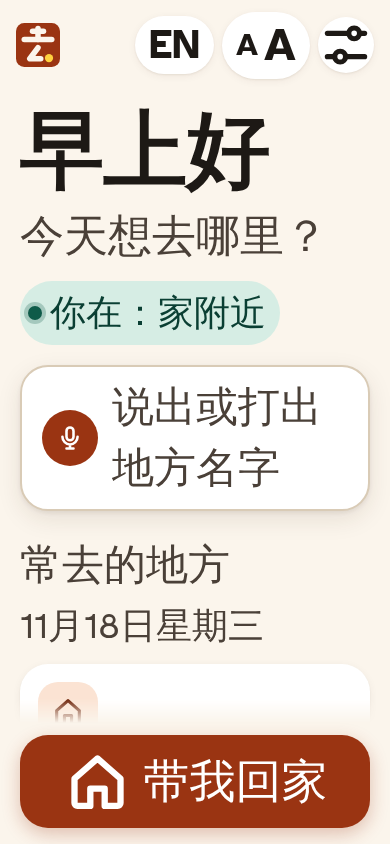 去
EN
A A
早上好
今天想去哪里？
你在：家附近
说出或打出
地方名字
常去的地方
11月18日星期三
带我回家